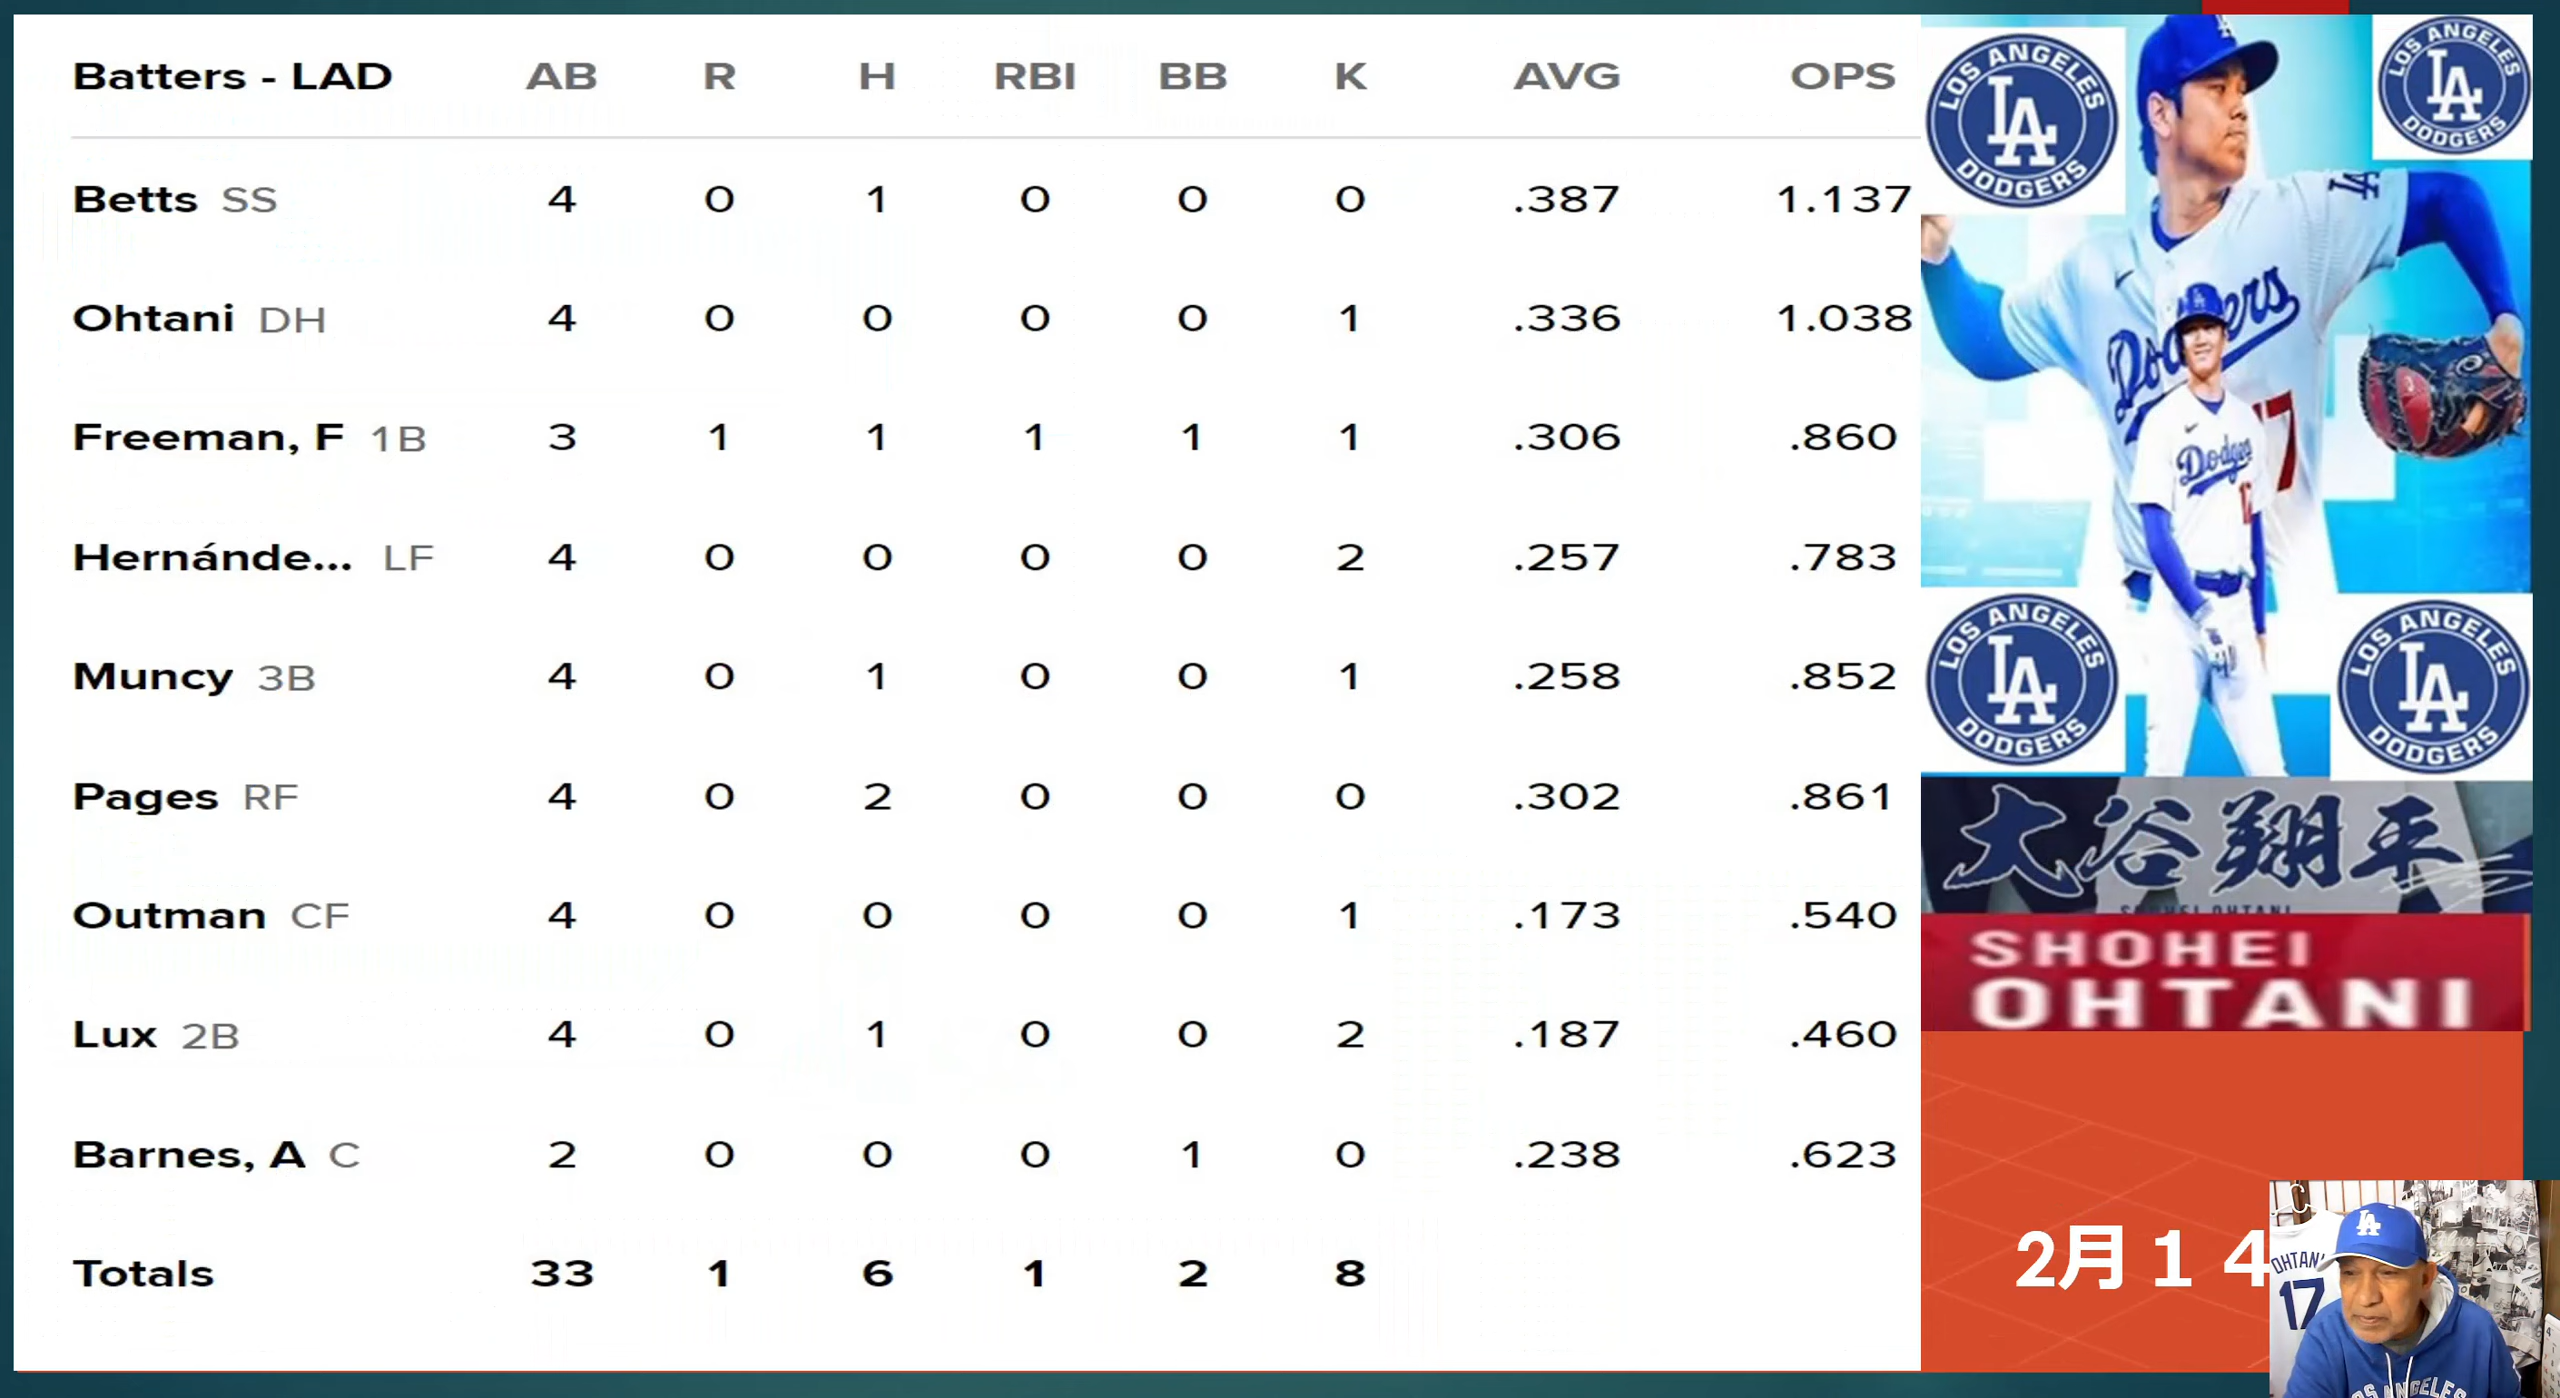 Batters - LAD AB R H RBI BB K AVG OPS
Betts SS 4 0 1 0 0 0 .387 1.137
Ohtani DH 4 0 0 0 0 1 .336 1.038
Freeman, F 1B 3 1 1 1 1 1 .306 .860
Hernánde... LF 4 0 0 0 0 2 .257 .783
Muncy 3B 4 0 1 0 0 1 .258 .852
Pages RF 4 0 2 0 0 0 .302 .861
Outman CF 4 0 0 0 0 1 .173 .540
Lux 2B 4 0 1 0 0 2 .187 .460
Barnes, A C 2 0 0 0 1 0 .238 .623
Totals 33 1 6 1 2 8
LOS ANGELES
LA
DODGERS
LOS ANGELES
LA
DODGERS
LA
Dodgers
17
Dodgers
LOS ANGELES
LA
DODGERS
LOS ANGELES
LA
DODGERS
大谷翔平
SHOHEI OHTANI
SHOHEI
OHTANI
2月14
LA
OHTANI
17
LOS ANGELES